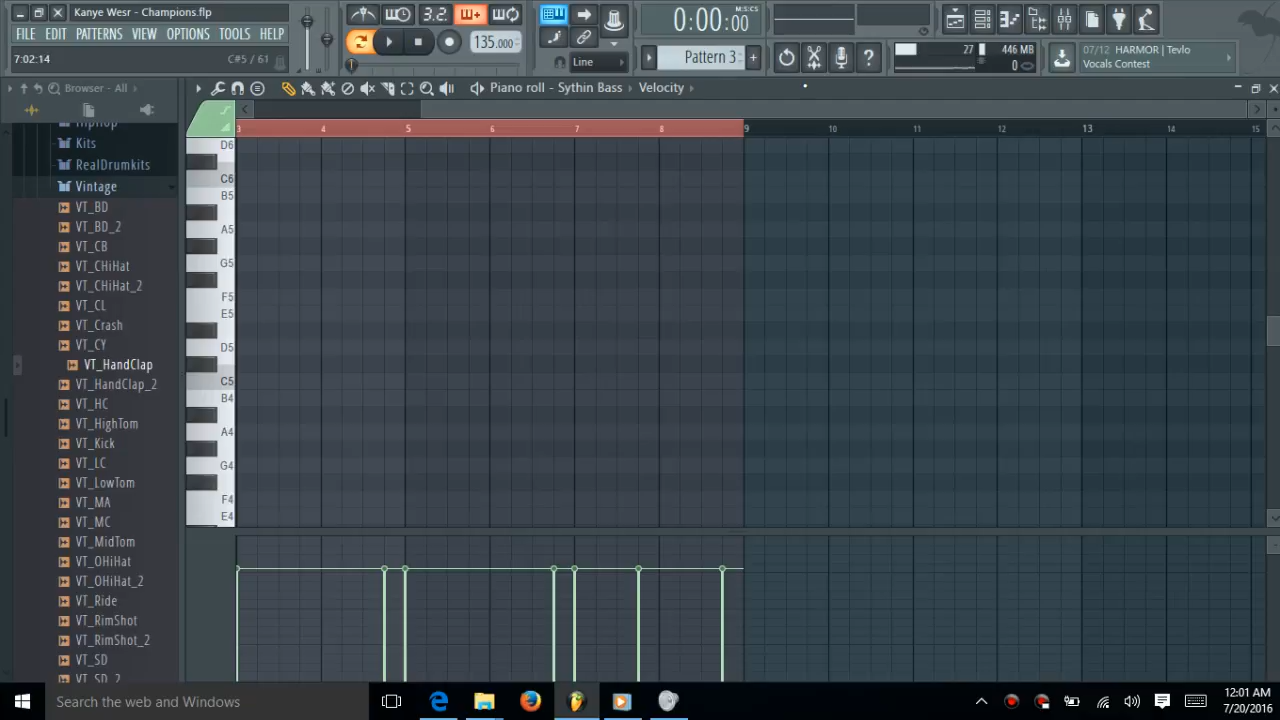 Kanye Wesr - Champions.flp
FILE EDIT PATTERNS VIEW OPTIONS TOOLS HELP
7:02:14 C#5 / 61
3.2.
135.000
Line
0:00:00
M:S:CS
Pattern 3
27 446 MB
0
07/12 HARMOR | Tevlo
Vocals Contest
Browser - All
Piano roll - Sythin Bass Velocity
3 4 5 6 7 8 9 10 11 12 13 14 15
Kits
RealDrumkits
Vintage
VT_BD
VT_BD_2
VT_CB
VT_CHiHat
VT_CHiHat_2
VT_CL
VT_Crash
VT_CY
VT_HandClap
VT_HandClap_2
VT_HC
VT_HighTom
VT_Kick
VT_LC
VT_LowTom
VT_MA
VT_MC
VT_MidTom
VT_OHiHat
VT_OHiHat_2
VT_Ride
VT_RimShot
VT_RimShot_2
VT_SD
VT_SD_2
D6
C6
B5
A5
G5
F5
E5
D5
C5
B4
A4
G4
F4
E4
Search the web and Windows
12:01 AM
7/20/2016